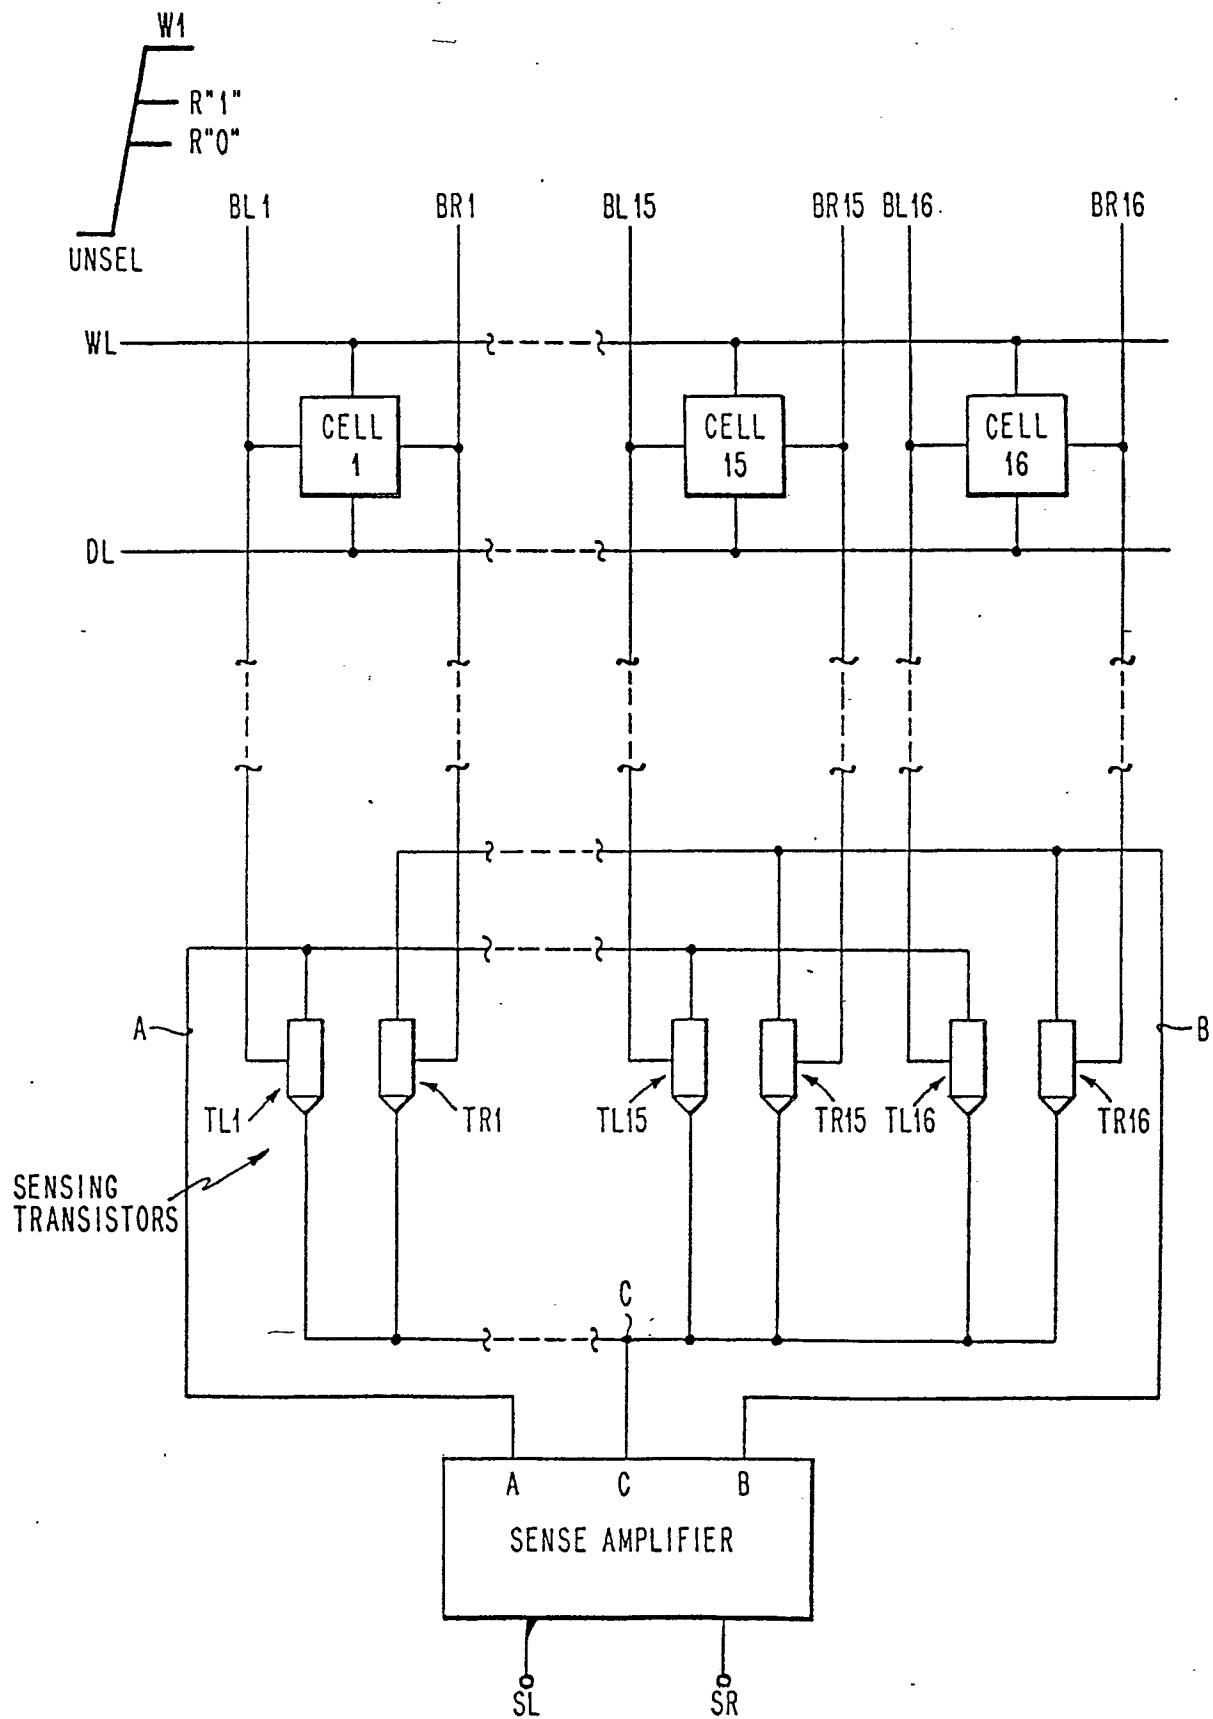 W1
R"1"
R"0"
UNSEL
BL1
BR1
BL15
BR15
BL16
BR16
WL
CELL
1
CELL
15
CELL
16
DL
A
B
TL1
TR1
TL15
TR15
TL16
TR16
SENSING
TRANSISTORS
C
A
C
B
SENSE AMPLIFIER
SL
SR